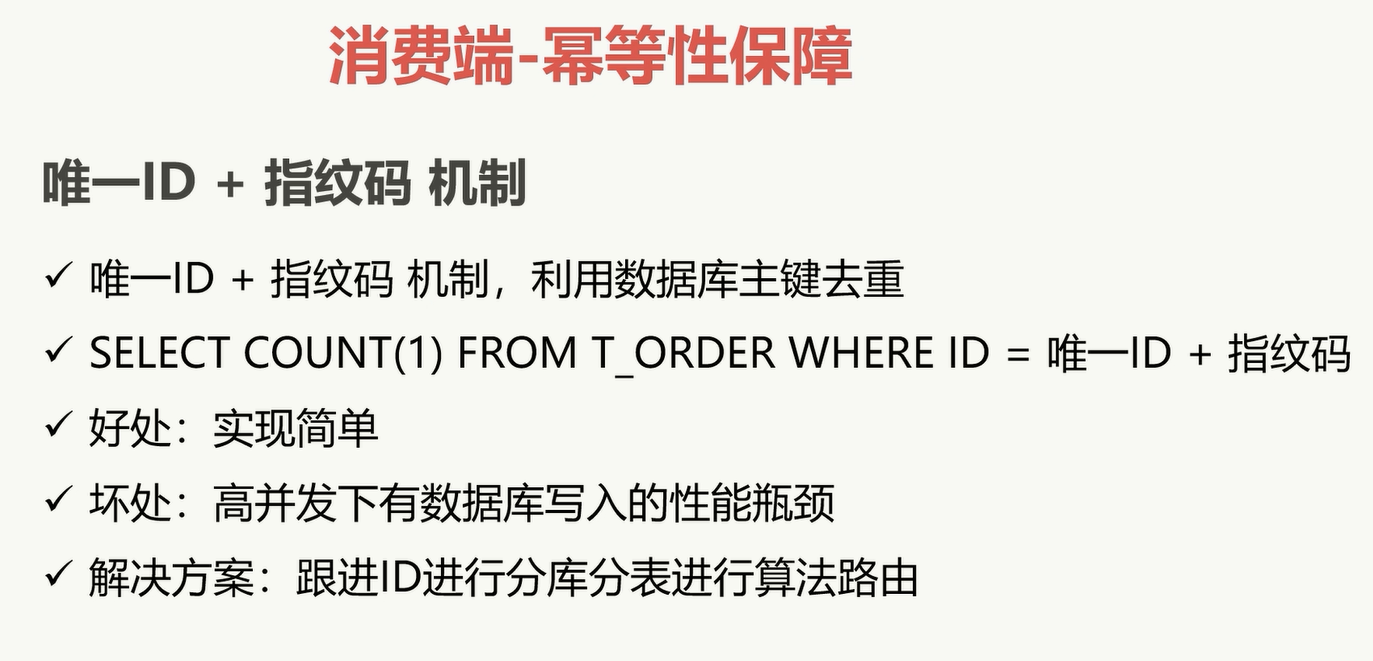 消费端-幂等性保障
唯一ID + 指纹码 机制
唯一ID + 指纹码 机制，利用数据库主键去重
SELECT COUNT(1) FROM T_ORDER WHERE ID = 唯一ID + 指纹码
好处：实现简单
坏处：高并发下有数据库写入的性能瓶颈
解决方案：跟进ID进行分库分表进行算法路由